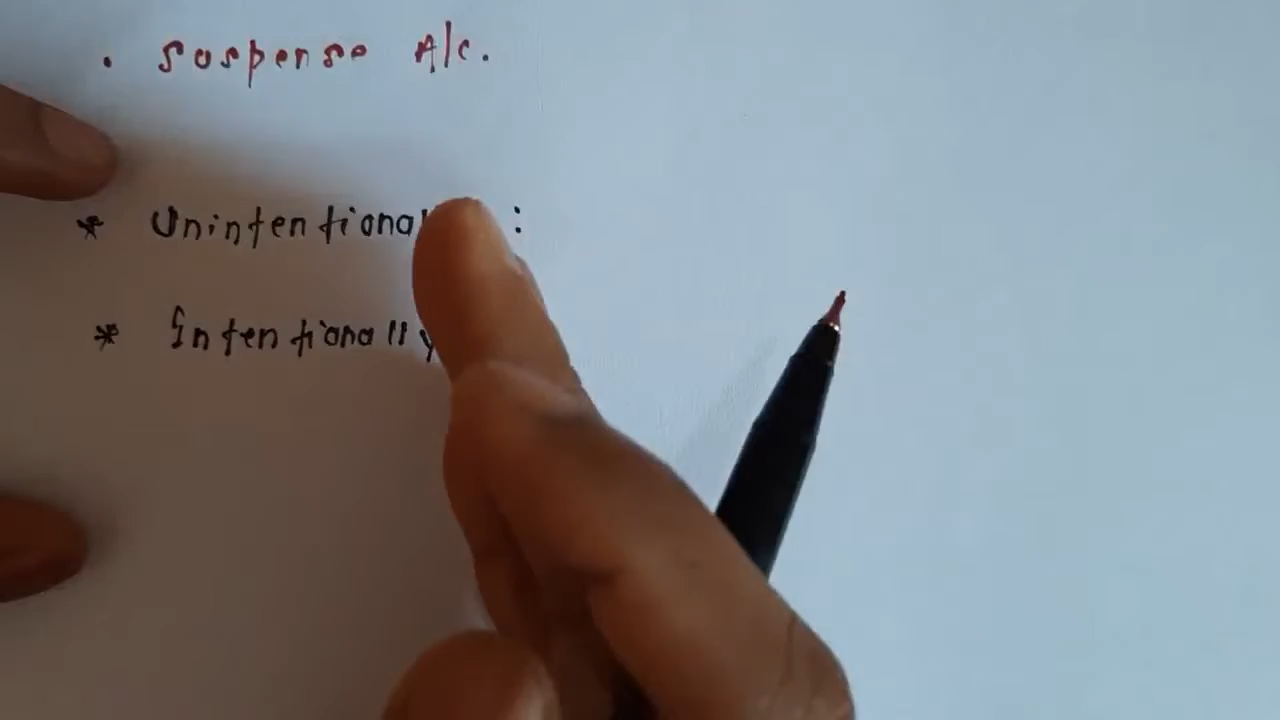 . Suspense A/c.
* Unintentional :
* Intentionally